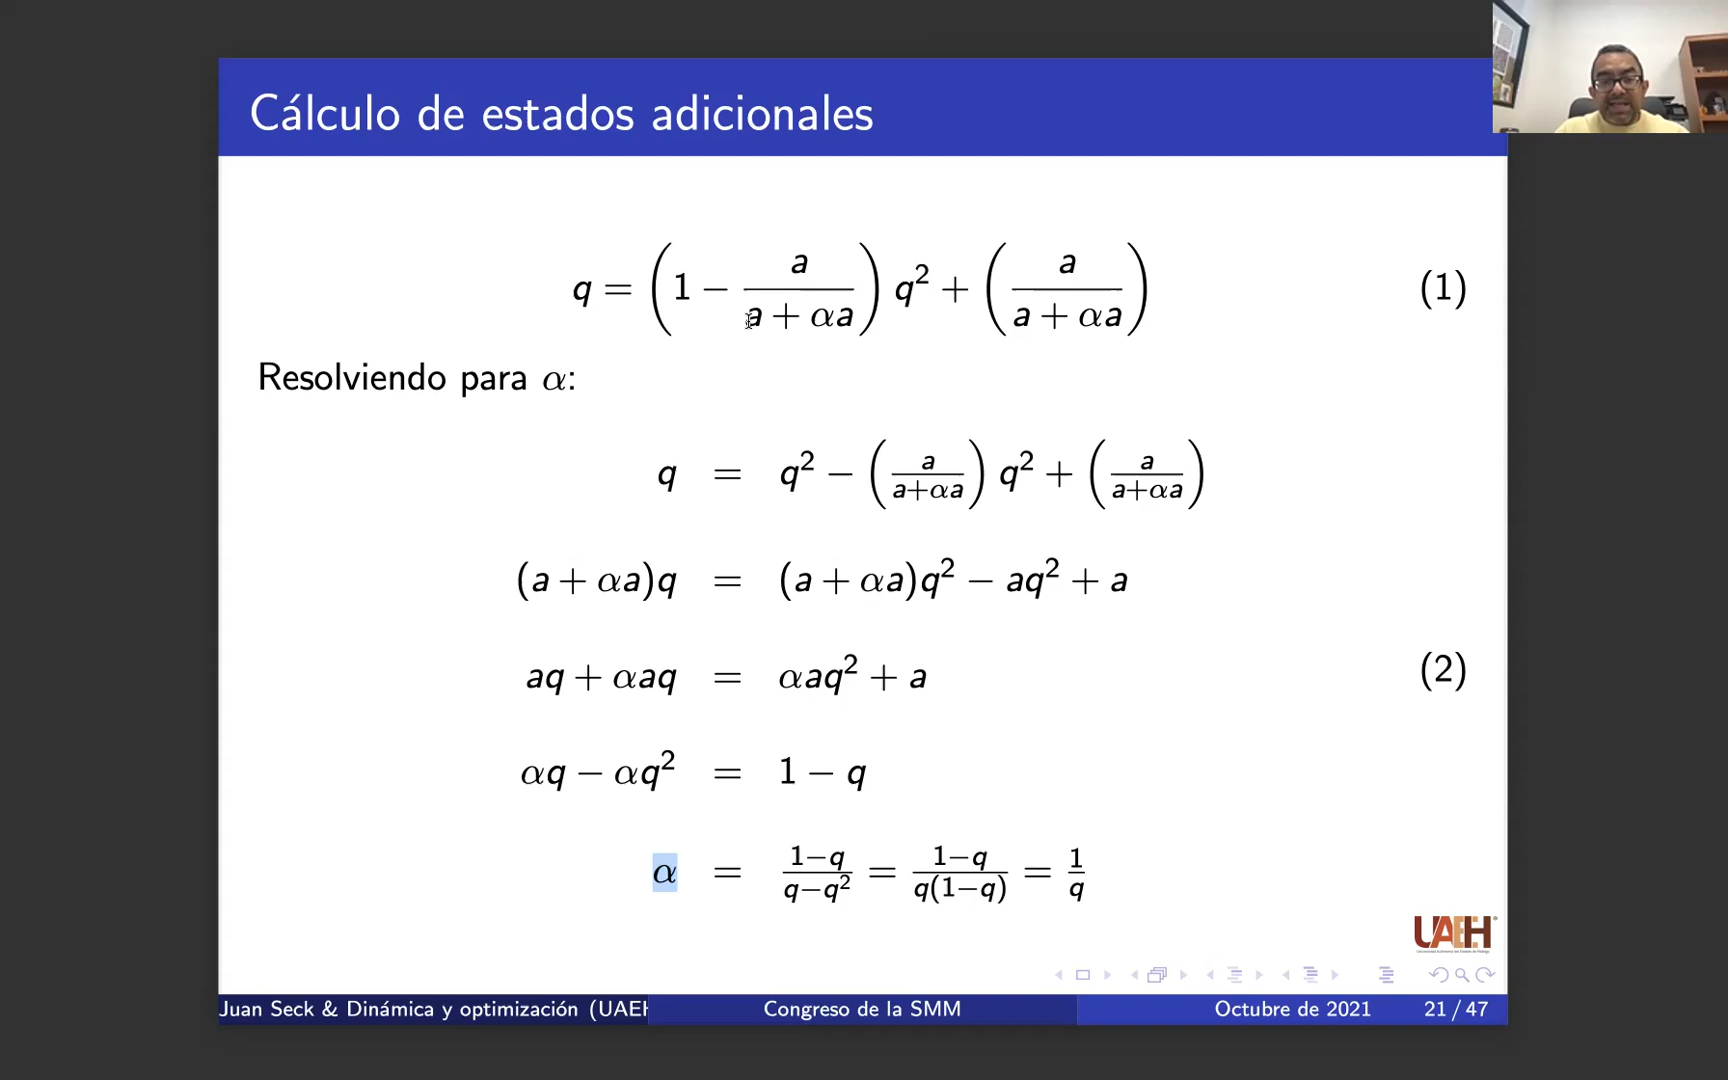 Cálculo de estados adicionales
q = (1 − a/(a + αa)) q² + (a/(a + αa)) (1)
Resolviendo para α:
q = q² − (a/(a+αa)) q² + (a/(a+αa))
(a + αa)q = (a + αa)q² − aq² + a
aq + αaq = αaq² + a (2)
αq − αq² = 1 − q
α = (1−q)/(q−q²) = (1−q)/(q(1−q)) = 1/q
UAEH
Juan Seck & Dinámica y optimización (UAEH Congreso de la SMM Octubre de 2021 21 / 47